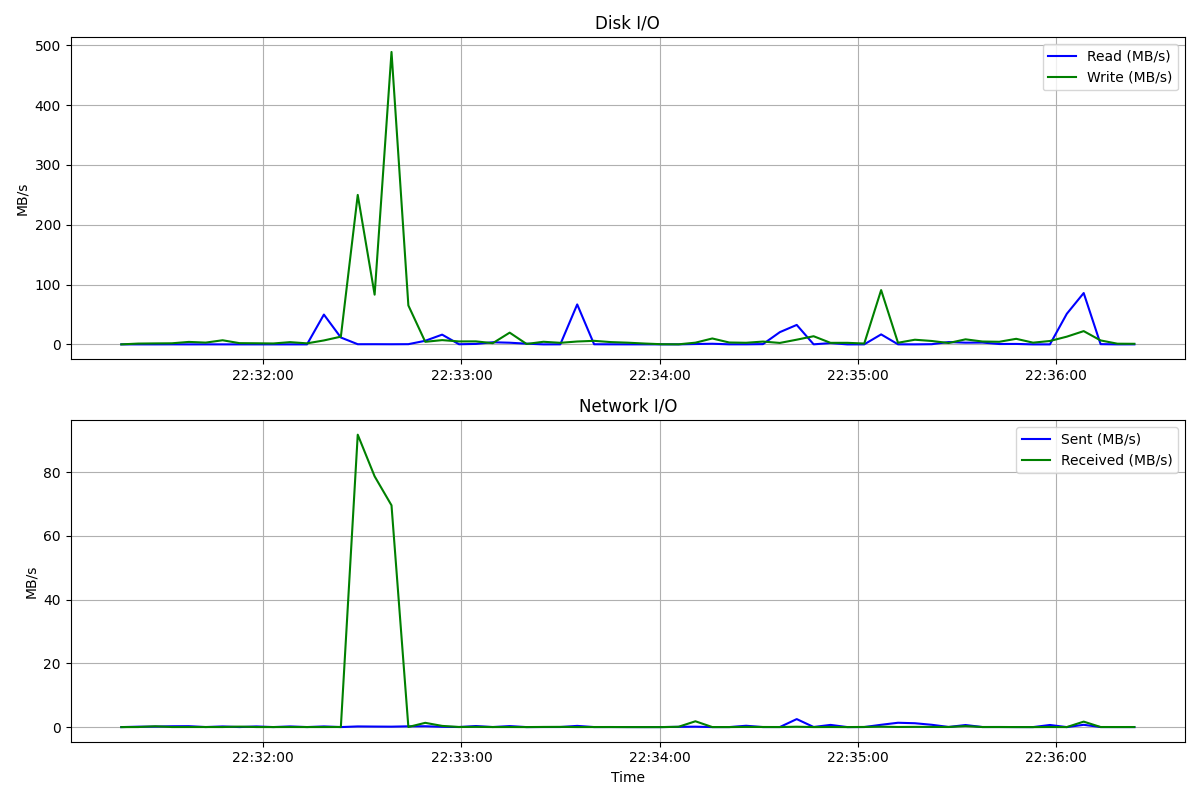 Disk I/O
500
400
300
200
100
0
MB/s
Read (MB/s)
Write (MB/s)
22:32:00 22:33:00 22:34:00 22:35:00 22:36:00
Network I/O
80
60
40
20
0
MB/s
Sent (MB/s)
Received (MB/s)
22:32:00 22:33:00 22:34:00 22:35:00 22:36:00
Time